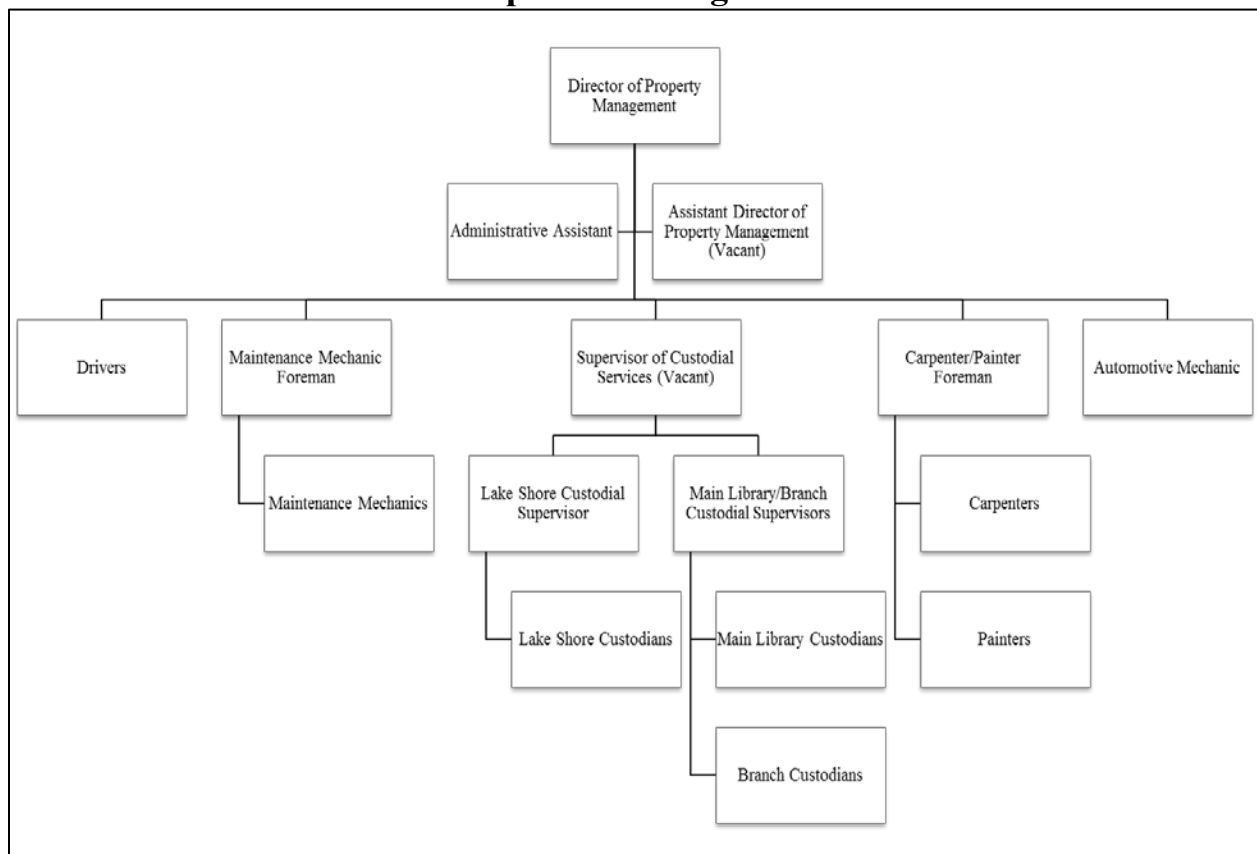 Director of Property
Management
Administrative Assistant
Assistant Director of
Property Management
(Vacant)
Drivers
Maintenance Mechanic
Foreman
Supervisor of Custodial
Services (Vacant)
Carpenter/Painter
Foreman
Automotive Mechanic
Maintenance Mechanics
Lake Shore Custodial
Supervisor
Main Library/Branch
Custodial Supervisors
Carpenters
Lake Shore Custodians
Main Library Custodians
Painters
Branch Custodians